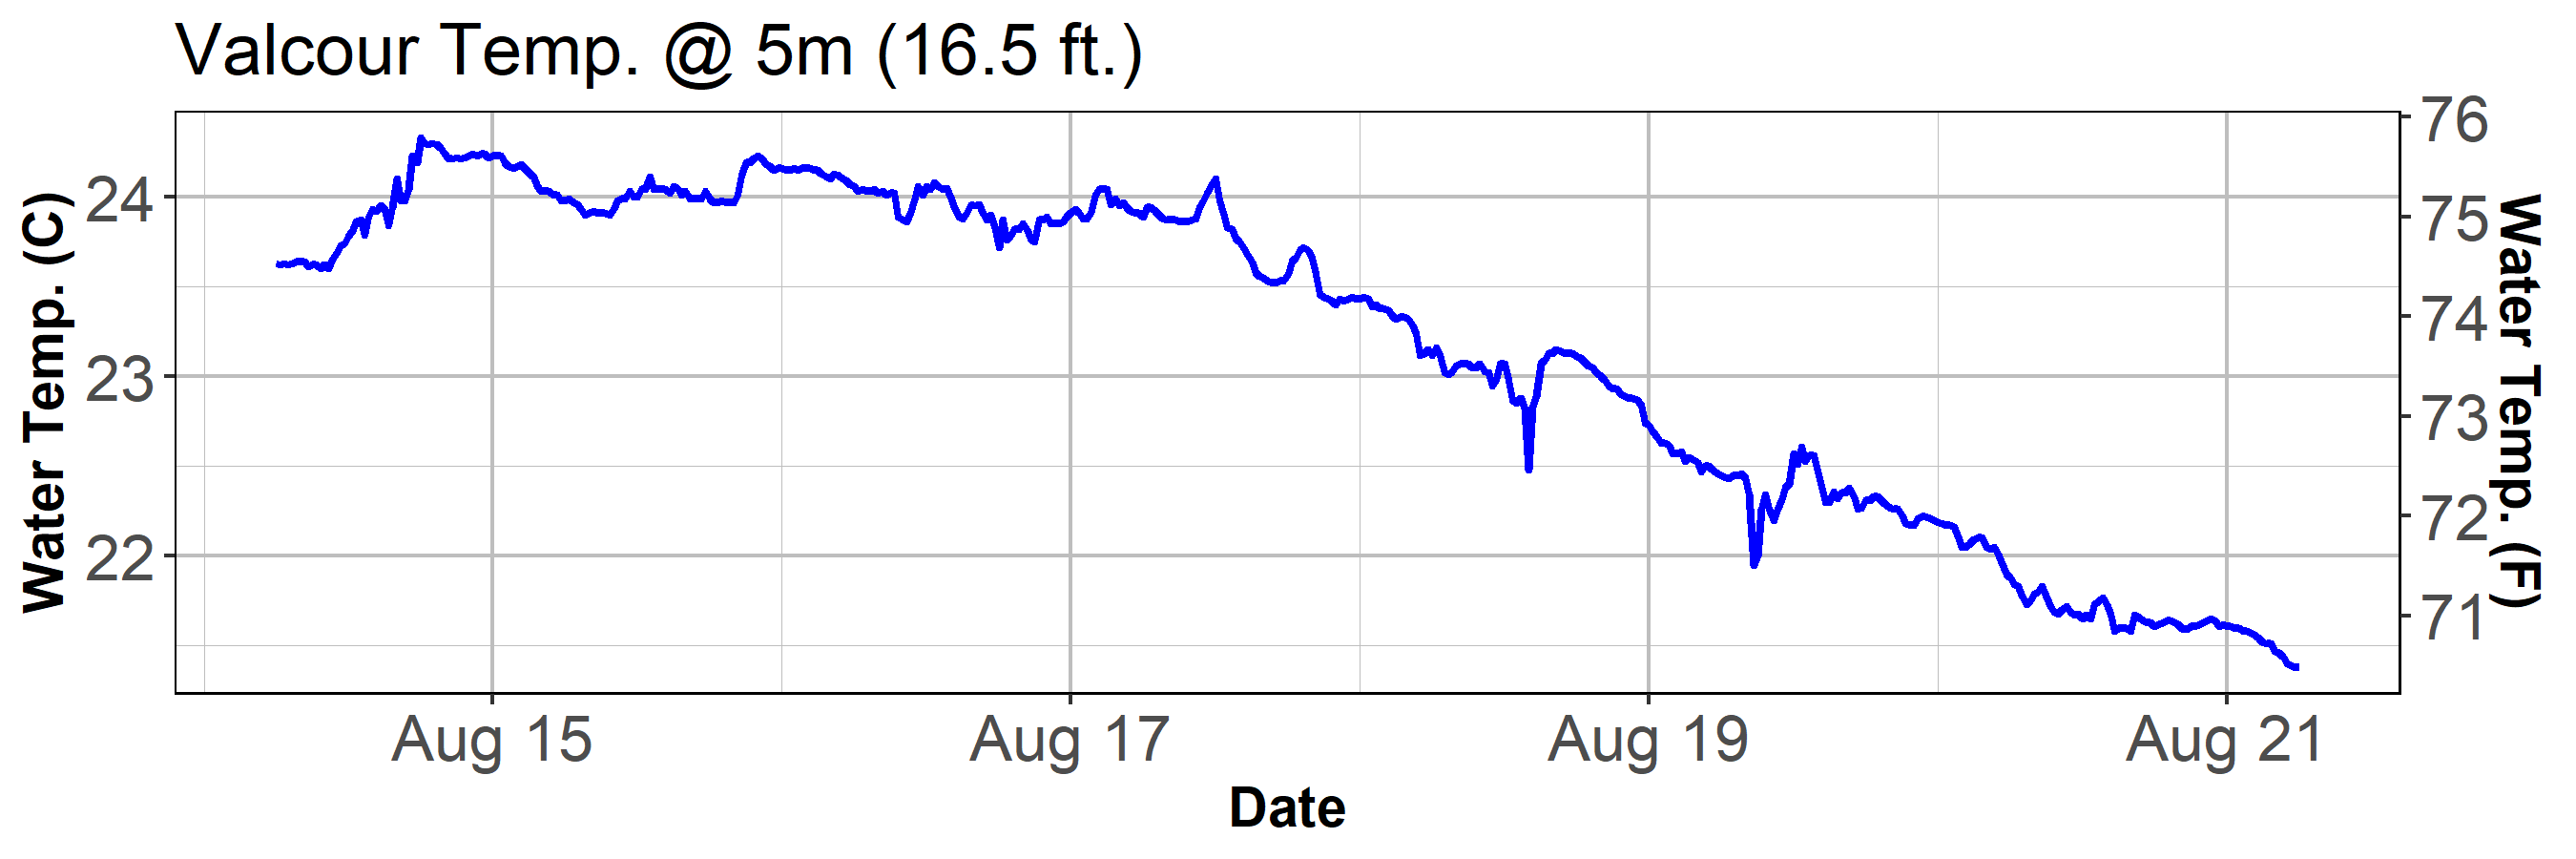 Valcour Temp. @ 5m (16.5 ft.)
Water Temp. (C)
24
23
22
76
75
74
73
72
71
Water Temp. (F)
Aug 15
Aug 17
Aug 19
Aug 21
Date